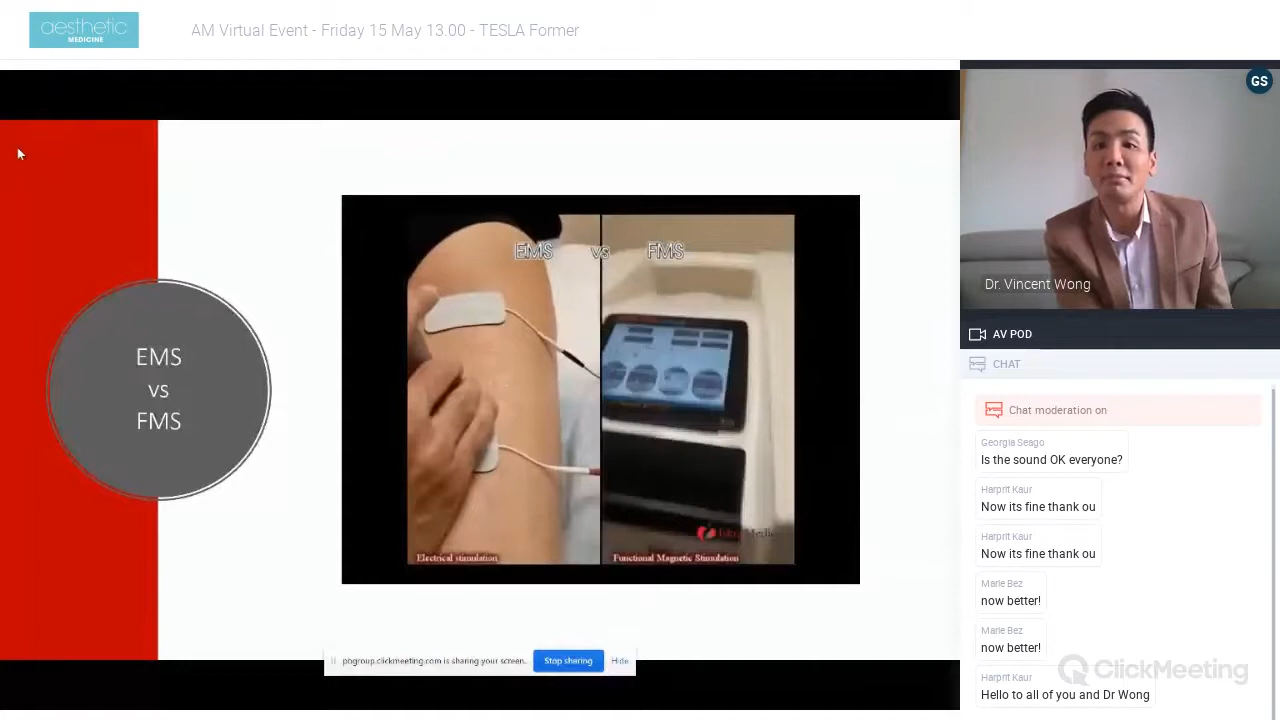 aesthetic
MEDICINE
AM Virtual Event - Friday 15 May 13.00 - TESLA Former
EMS
vs
FMS
EMS vs FMS
Electrical stimulation
Functional Magnetic Stimulation
pbgroup.clickmeeting.com is sharing your screen.
Stop sharing
Hide
GS
Dr. Vincent Wong
AV POD
CHAT
Chat moderation on
Georgia Seago
Is the sound OK everyone?
Harprit Kaur
Now its fine thank ou
Harprit Kaur
Now its fine thank ou
Marie Bez
now better!
Marie Bez
now better!
Harprit Kaur
Hello to all of you and Dr Wong
ClickMeeting